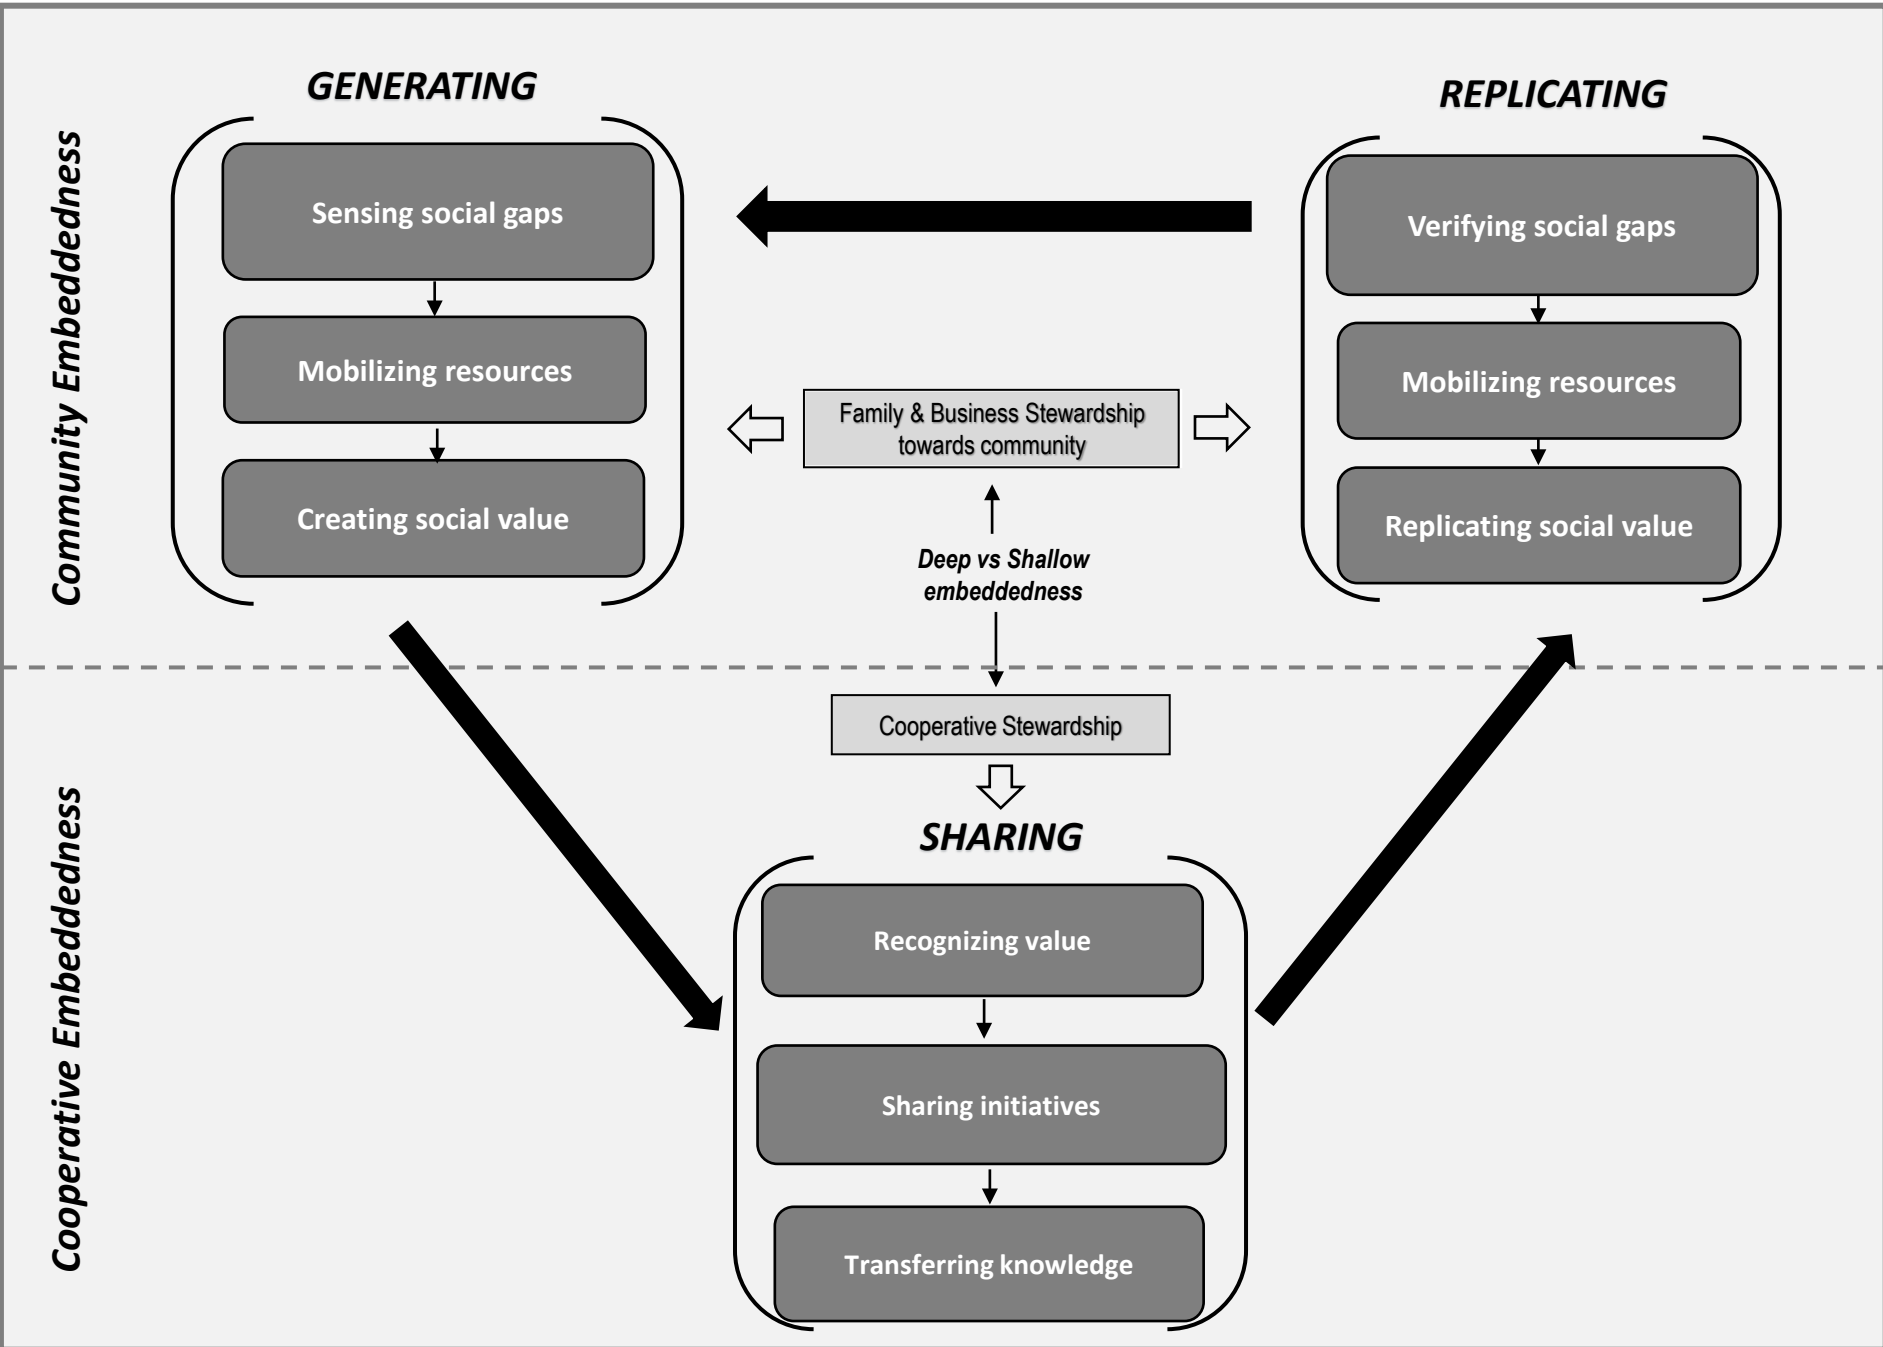 GENERATING
REPLICATING
Community Embeddedness
Sensing social gaps
Mobilizing resources
Creating social value
Verifying social gaps
Mobilizing resources
Replicating social value
Family & Business Stewardship
towards community
Deep vs Shallow
embeddedness
Cooperative Stewardship
Cooperative Embeddedness
SHARING
Recognizing value
Sharing initiatives
Transferring knowledge